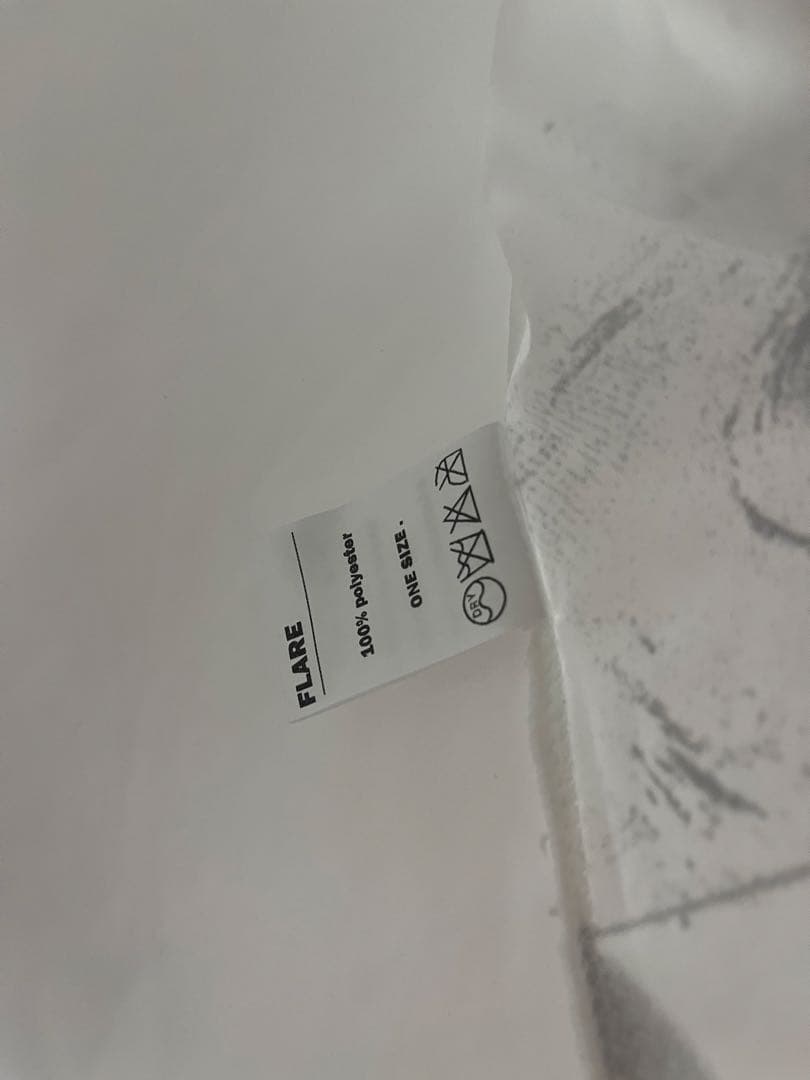 FLARE
100% polyester
ONE SIZE.
DRY